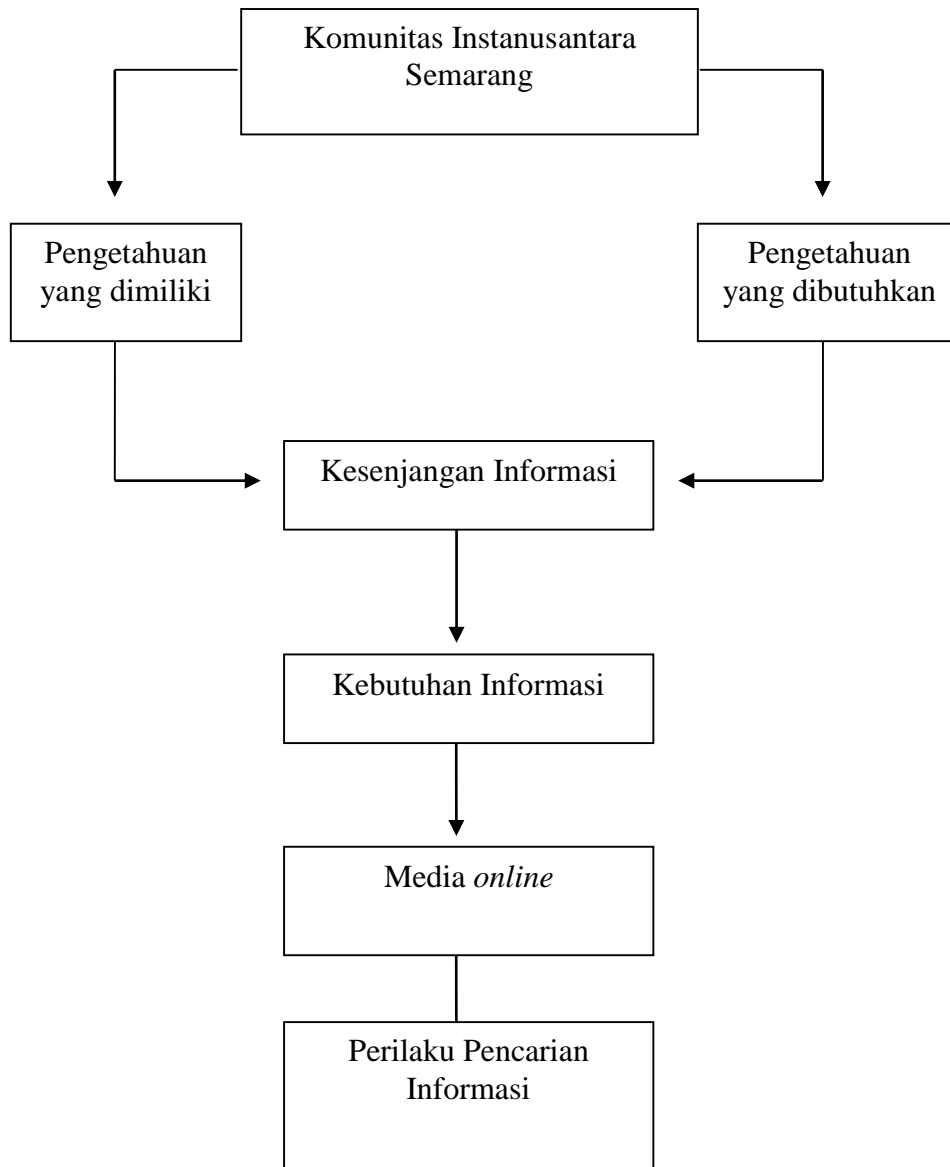 Komunitas Instanusantara
Semarang
Pengetahuan
yang dimiliki
Pengetahuan
yang dibutuhkan
Kesenjangan Informasi
Kebutuhan Informasi
Media online
Perilaku Pencarian
Informasi